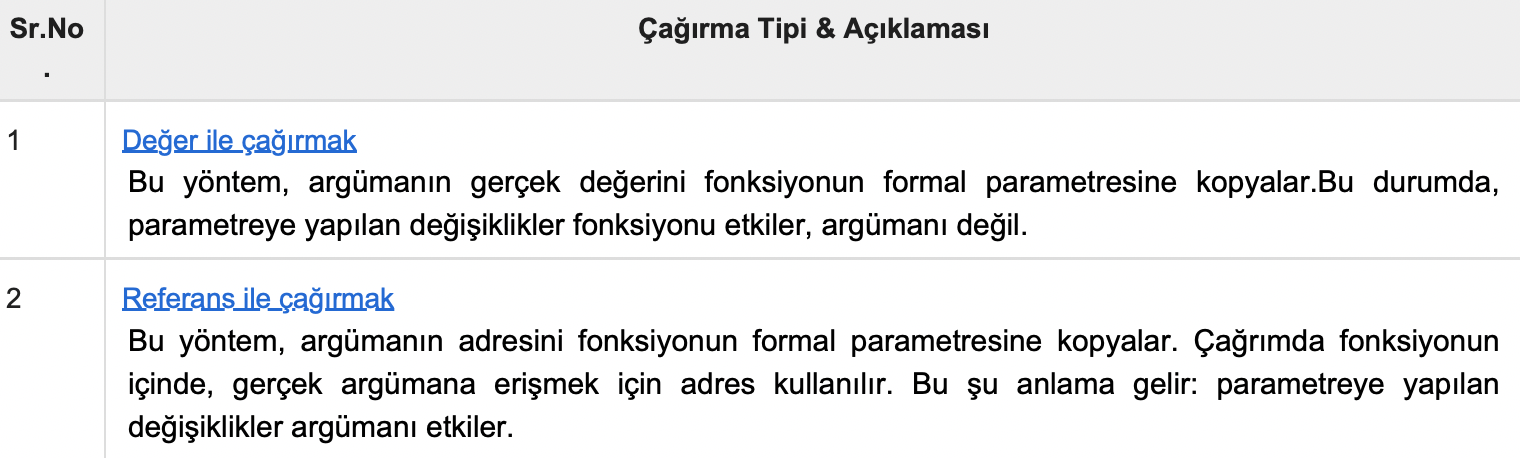 Sr.No
.
Çağırma Tipi & Açıklaması
1
Değer ile çağırmak
Bu yöntem, argümanın gerçek değerini fonksiyonun formal parametresine kopyalar.Bu durumda,
parametreye yapılan değişiklikler fonksiyonu etkiler, argümanı değil.
2
Referans ile çağırmak
Bu yöntem, argümanın adresini fonksiyonun formal parametresine kopyalar. Çağrımda fonksiyonun
içinde, gerçek argümana erişmek için adres kullanılır. Bu şu anlama gelir: parametreye yapılan
değişiklikler argümanı etkiler.